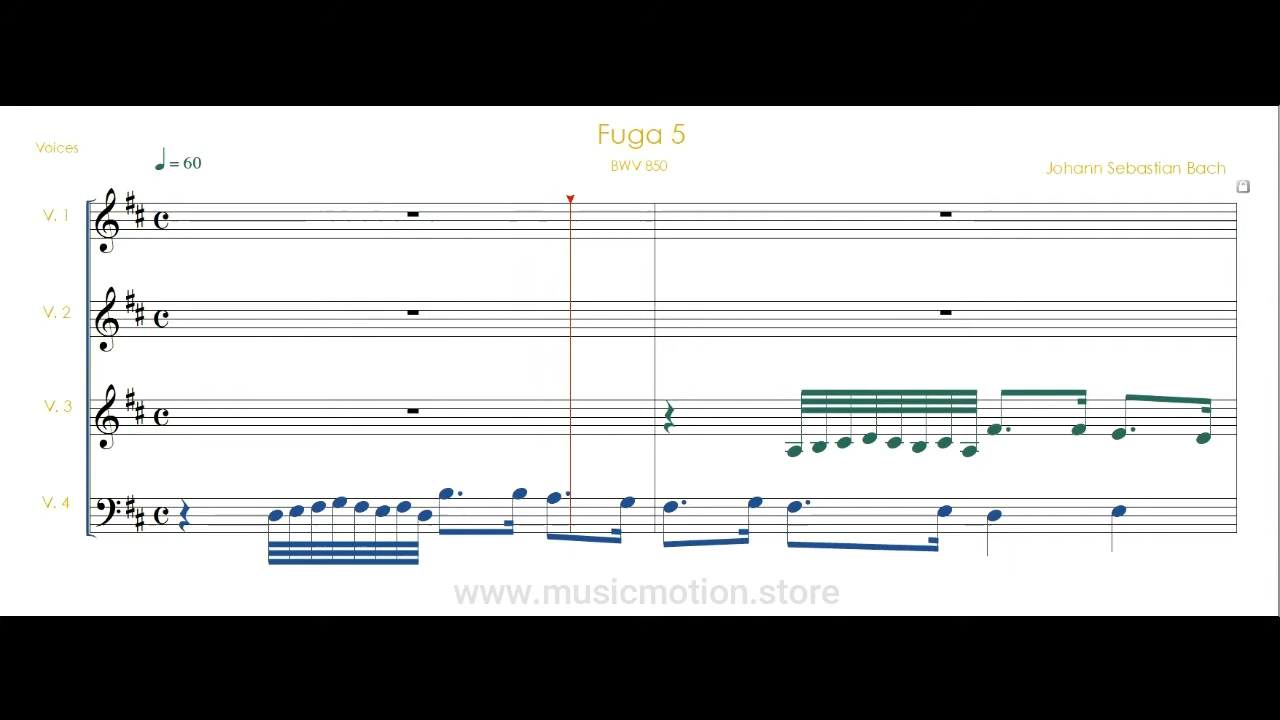 Fuga 5
BWV 850
Voices
= 60
Johann Sebastian Bach
V. 1
V. 2
V. 3
V. 4
www.musicmotion.store